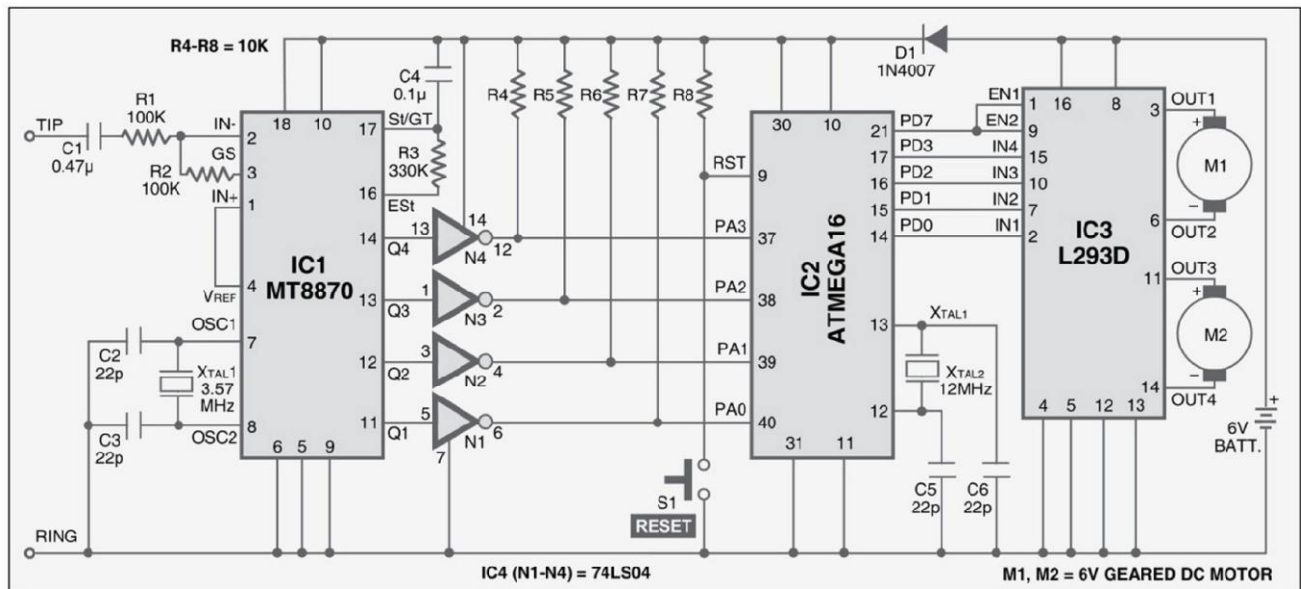 R4-R8 = 10K
D1
1N4007
C4
0.1µ
R4
R5
R6
R7
R8
TIP
C1
0.47µ
R1
100K
R2
100K
IN-
2
GS
3
IN+
1
4
VREF
OSC1
7
8
OSC2
18
10
17
St/GT
R3
330K
16
ESt
14
Q4
13
Q3
12
Q2
11
Q1
6
5
9
IC1
MT8870
C2
22p
C3
22p
XTAL1
3.57
MHz
13
14
12
N4
1
2
N3
3
4
N2
5
6
N1
7
RST
9
PA3
37
PA2
38
PA1
39
PA0
40
30
10
31
11
IC2
ATMEGA16
21
PD7
17
PD3
16
PD2
15
PD1
14
PD0
13
XTAL1
XTAL2
12MHz
12
C5
22p
C6
22p
S1
RESET
EN1
1
EN2
9
IN4
15
IN3
10
IN2
7
IN1
2
16
8
3
OUT1
6
OUT2
11
OUT3
14
OUT4
4
5
12
13
IC3
L293D
+
M1
−
+
M2
−
+
6V
BATT.
RING
IC4 (N1-N4) = 74LS04
M1, M2 = 6V GEARED DC MOTOR